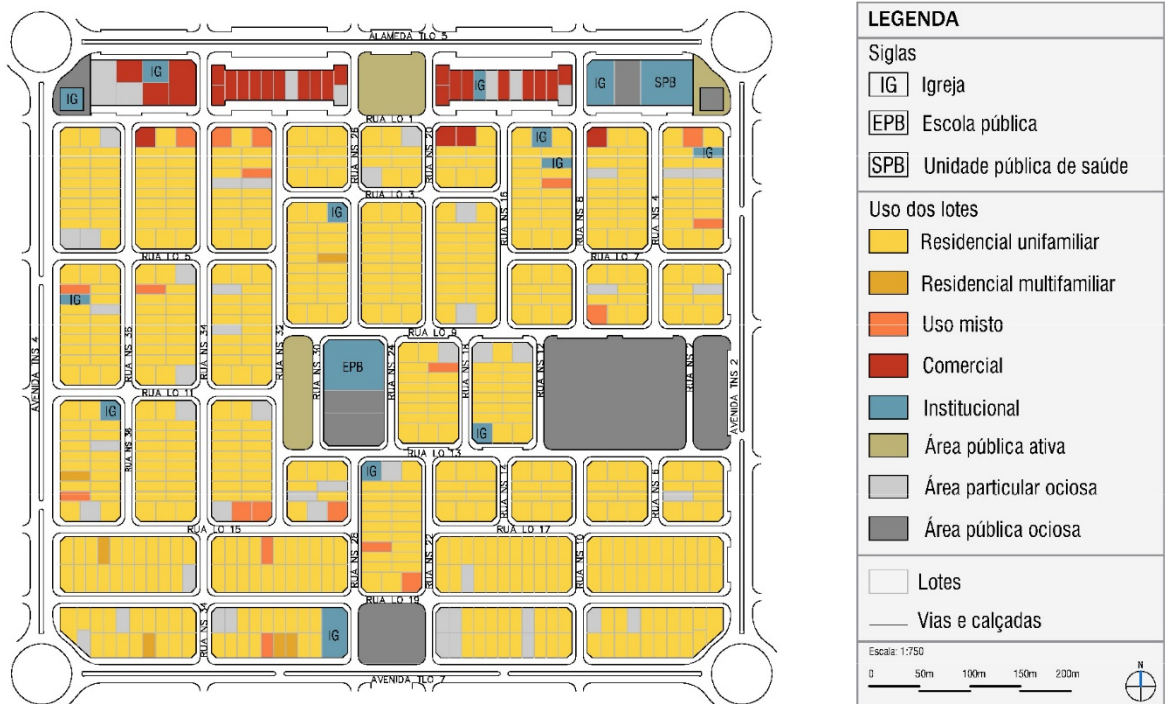 ALAMEDA TLO 5
IG
IG
IG
IG
SPB
RUA LO 1
RUA NS 26
RUA NS 20
IG
IG
IG
RUA LO 3
RUA NS 16
RUA NS 8
RUA NS 4
IG
RUA LO 5
RUA LO 7
IG
RUA NS 36
RUA NS 34
RUA NS 32
RUA LO 9
AVENIDA TNS 4
RUA NS 30
EPB
RUA NS 24
RUA NS 18
RUA NS 12
RUA NS 2
AVENIDA TNS 2
RUA LO 11
IG
RUA NS 36
IG
RUA LO 13
IG
RUA NS 14
RUA NS 6
RUA LO 15
RUA LO 17
RUA NS 28
RUA NS 22
RUA NS 10
RUA LO 19
RUA NS 34
IG
AVENIDA TLO 7
LEGENDA
Siglas
IG Igreja
EPB Escola pública
SPB Unidade pública de saúde
Uso dos lotes
Residencial unifamiliar
Residencial multifamiliar
Uso misto
Comercial
Institucional
Área pública ativa
Área particular ociosa
Área pública ociosa
Lotes
Vias e calçadas
Escala: 1:750
0 50m 100m 150m 200m
N